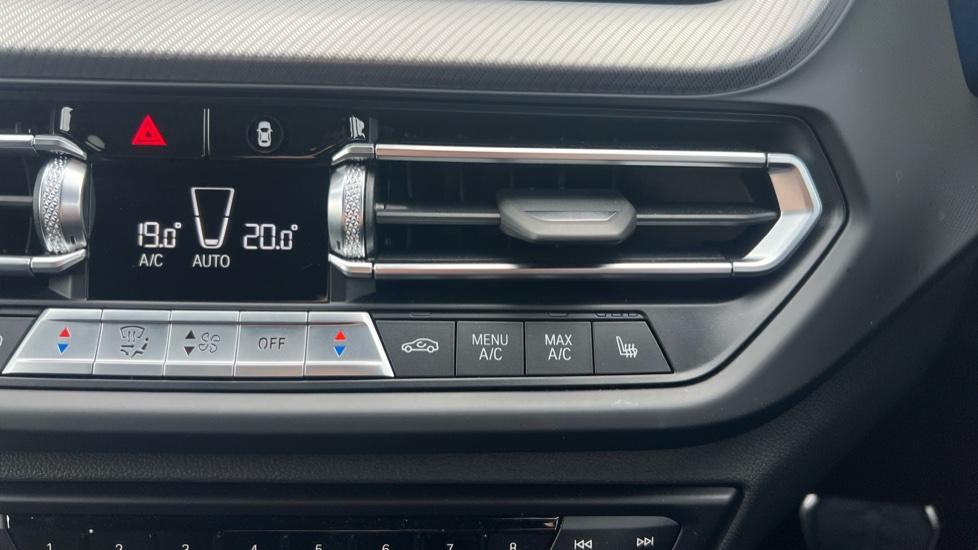 19.0° 20.0°
A/C AUTO
OFF
MENU
A/C
MAX
A/C
1 2 3 4 5 6 7 8